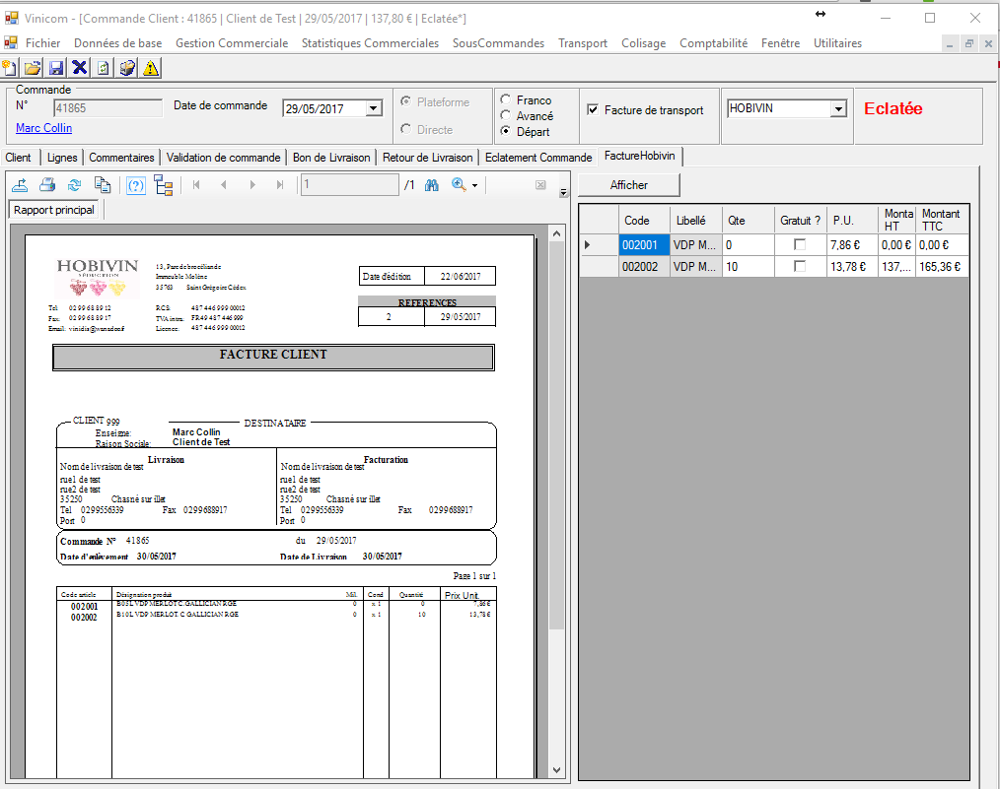 Vinicom - [Commande Client : 41865 | Client de Test | 29/05/2017 | 137,80 € | Eclatée*]
Fichier Données de base Gestion Commerciale Statistiques Commerciales SousCommandes Transport Colisage Comptabilité Fenêtre Utilitaires
Commande
N° 41865 Date de commande 29/05/2017
Marc Collin
Plateforme
Directe
Franco
Avancé
Départ
Facture de transport
HOBIVIN
Eclatée
Client Lignes Commentaires Validation de commande Bon de Livraison Retour de Livraison Eclatement Commande FactureHobivin
1 /1
Rapport principal
HOBIVIN
SÉDUCTION
13, Parc de brocéliande
Immeuble Molène
35763 Saint Grégoire Cédex
Tel: 02 99 68 89 12 RCS: 487 446 999 00012
Fax: 02 99 68 89 17 TVA intra: FR49 487 446 999
Email: vinidis@wanadoo.fr Licence: 487 446 999 00012
Date d'édition 22/06/2017
REFERENCES
2 29/05/2017
FACTURE CLIENT
CLIENT 999 DESTINATAIRE
Enseigne: Marc Collin
Raison Sociale: Client de Test
Livraison Facturation
Nom de livraison de test Nom de livraison de test
rue1 de test rue1 de test
rue2 de test rue2 de test
35250 Chasné sur illet 35250 Chasné sur illet
Tel 0299556339 Fax 0299688917 Tel 0299556339 Fax 0299688917
Port 0 Port 0
Commande N° 41865 du 29/05/2017
Date d'enlèvement 30/05/2017 Date de Livraison 30/05/2017
Page 1 sur 1
Code article Désignation produit Mil. Cond Quantité Prix Unt.
002001 B05L VDP MERLOT C.GALLICIAN RGE 0 x 1 0 7,86 €
002002 B10L VDP MERLOT C GALLICIAN RGE 0 x 1 10 13,78 €
Afficher
Code Libellé Qte Gratuit ? P.U. Monta HT Montant TTC
002001 VDP M... 0 7,86 € 0,00 € 0,00 €
002002 VDP M... 10 13,78 € 137,... 165,36 €